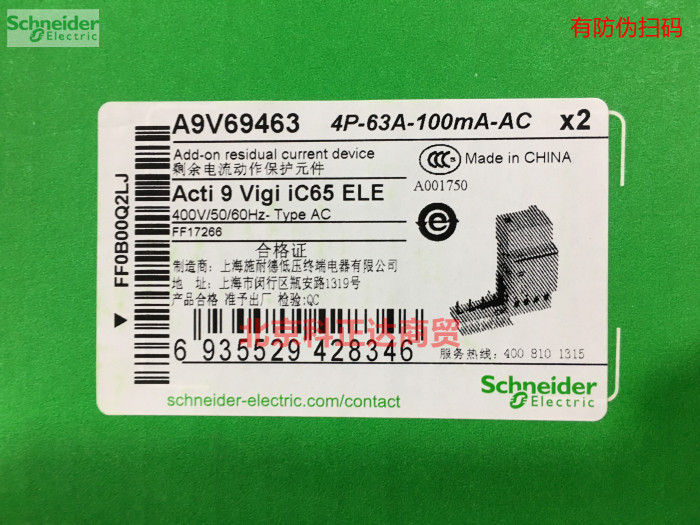 Schneider
Electric
有防伪扫码
A9V69463 4P-63A-100mA-AC x2
Add-on residual current device
剩余电流动作保护元件
CCC S Made in CHINA
A001750
Acti 9 Vigi iC65 ELE
400V/50/60Hz- Type AC
FF17266
合格证
制造商：上海施耐德低压终端电器有限公司
地 址：上海市闵行区瓶安路1319号
产品合格 准予出厂 检验:QC
北京科正达商贸
6 935529 428346
服务热线：400 810 1315
schneider-electric.com/contact
Schneider
Electric
FF0B00Q2LJ